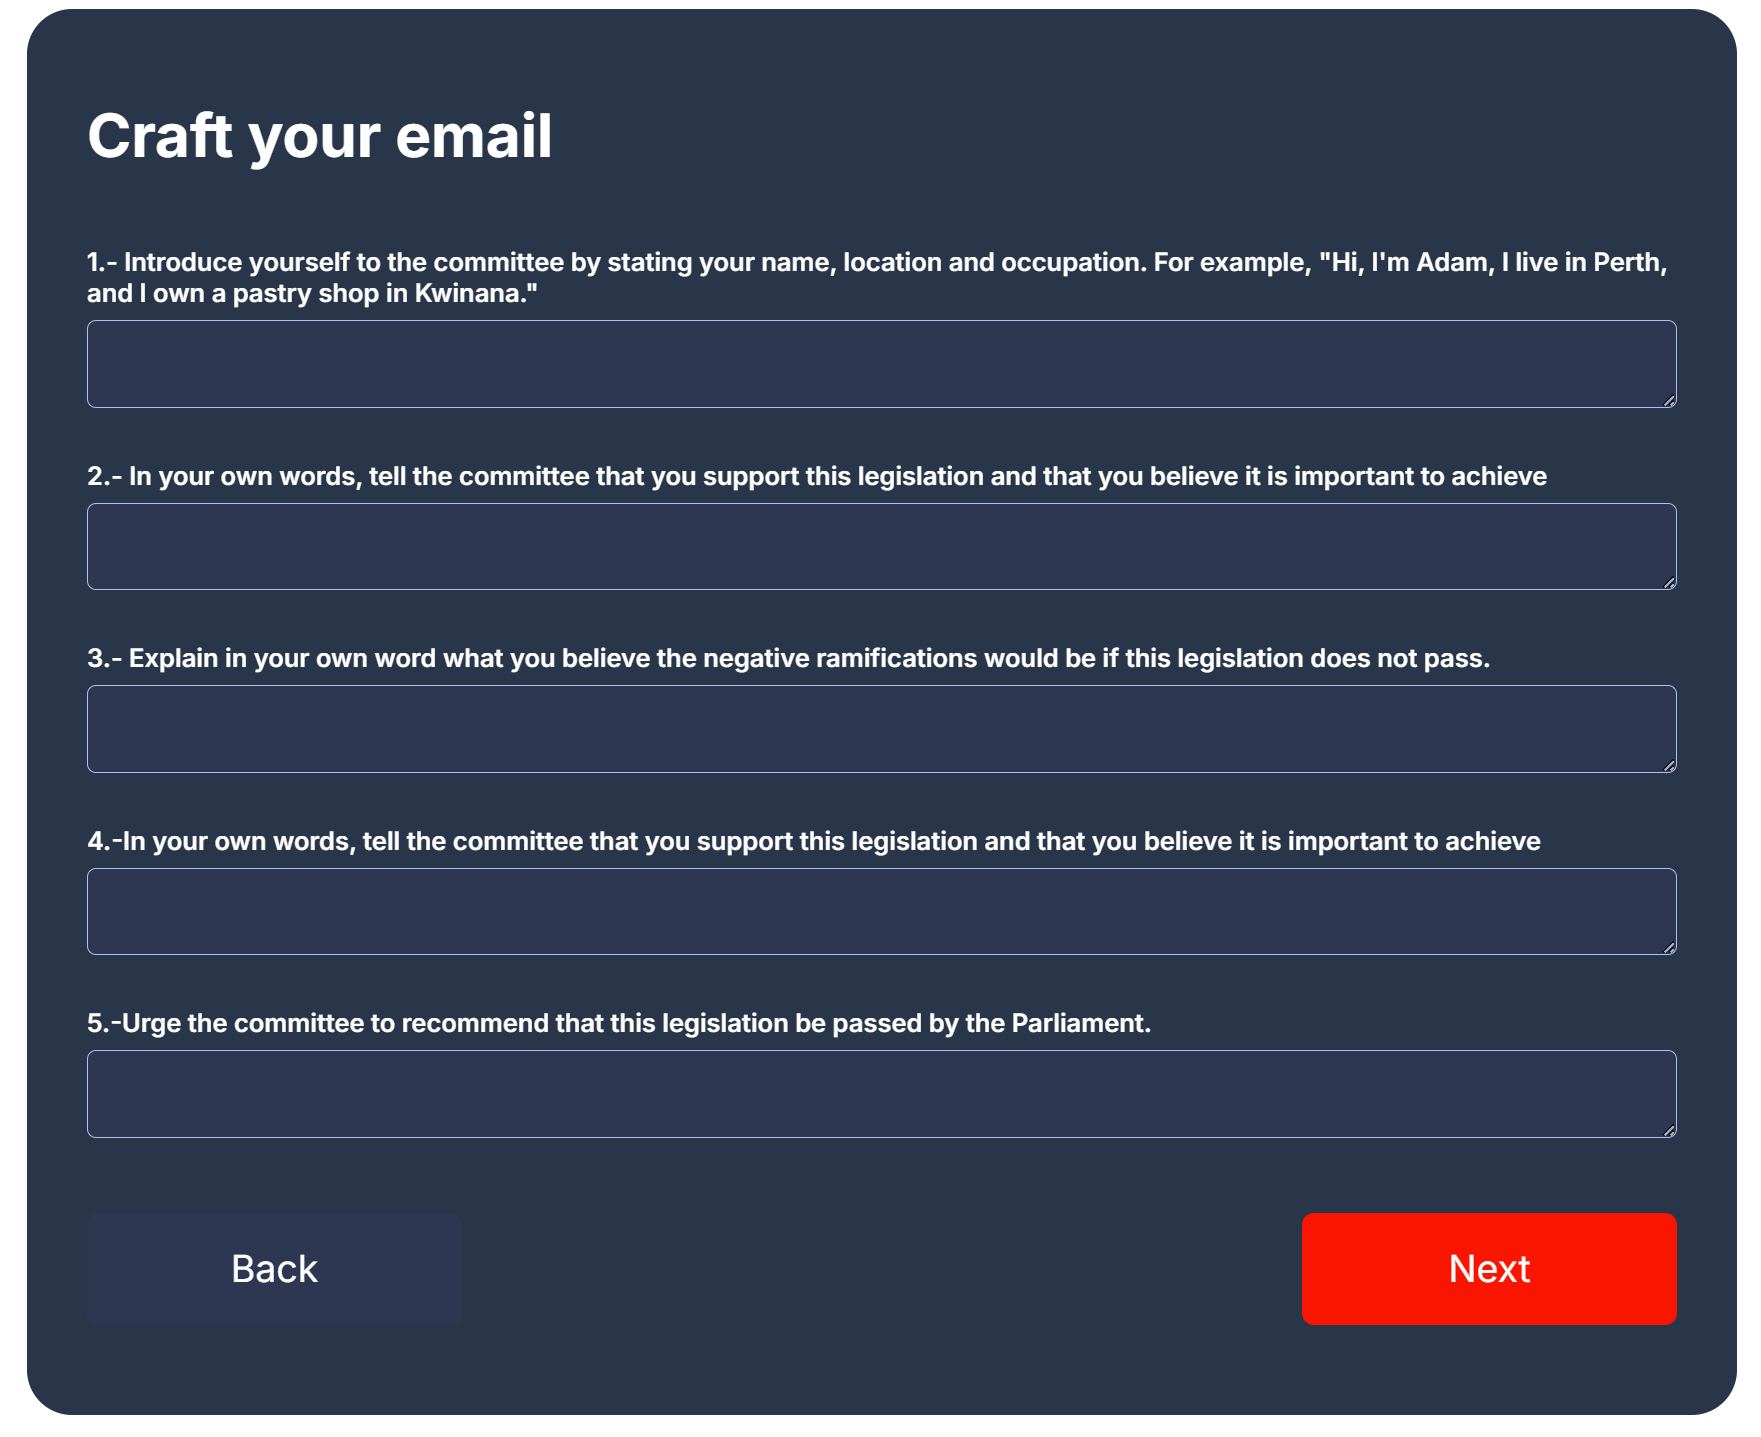 Craft your email
1.- Introduce yourself to the committee by stating your name, location and occupation. For example, "Hi, I'm Adam, I live in Perth,
and I own a pastry shop in Kwinana."
2.- In your own words, tell the committee that you support this legislation and that you believe it is important to achieve
3.- Explain in your own word what you believe the negative ramifications would be if this legislation does not pass.
4.-In your own words, tell the committee that you support this legislation and that you believe it is important to achieve
5.-Urge the committee to recommend that this legislation be passed by the Parliament.
Back
Next